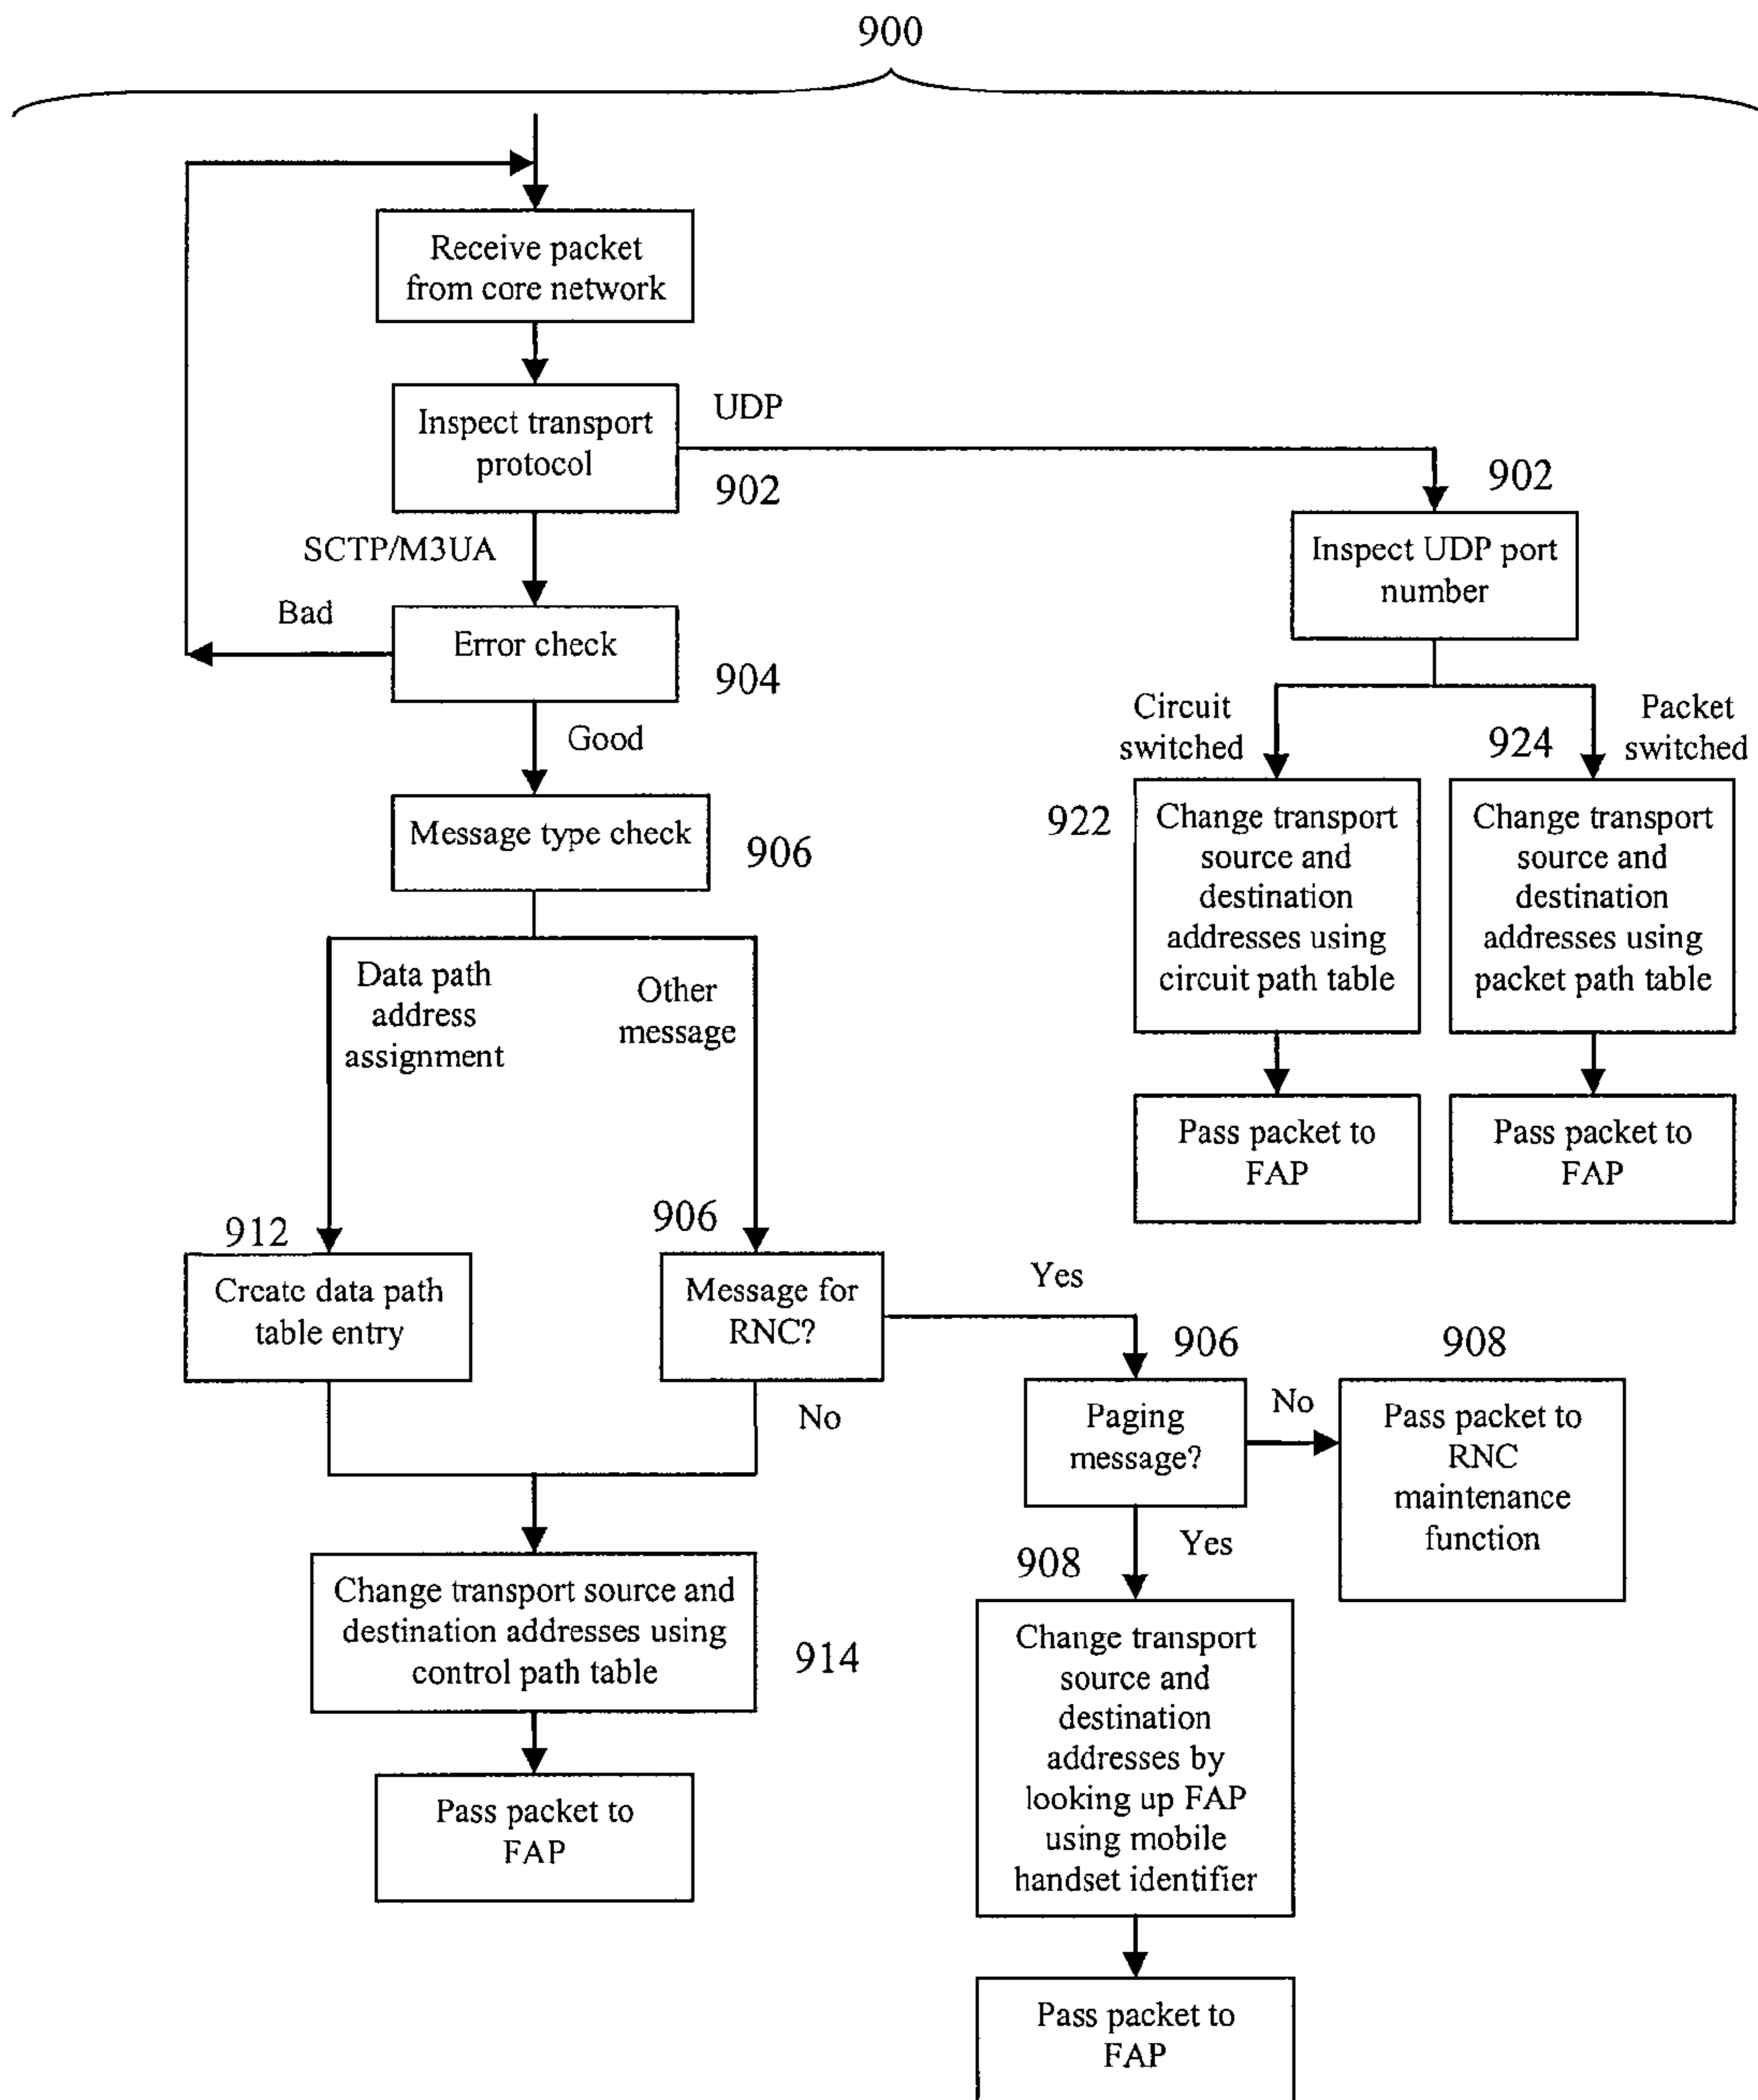 900
Receive packet
from core network
Inspect transport
protocol
UDP
902
902
SCTP/M3UA
Inspect UDP port
number
Bad
Error check
904
Good
Circuit
switched
924
Packet
switched
Message type check
906
922
Change transport
source and
destination
addresses using
circuit path table
Change transport
source and
destination
addresses using
packet path table
Data path
address
assignment
Other
message
Pass packet to
FAP
Pass packet to
FAP
912
906
Create data path
table entry
Message for
RNC?
Yes
906
908
No
Paging
message?
No
Pass packet to
RNC
maintenance
function
Yes
908
Change transport source and
destination addresses using
control path table
914
Change transport
source and
destination
addresses by
looking up FAP
using mobile
handset identifier
Pass packet to
FAP
Pass packet to
FAP